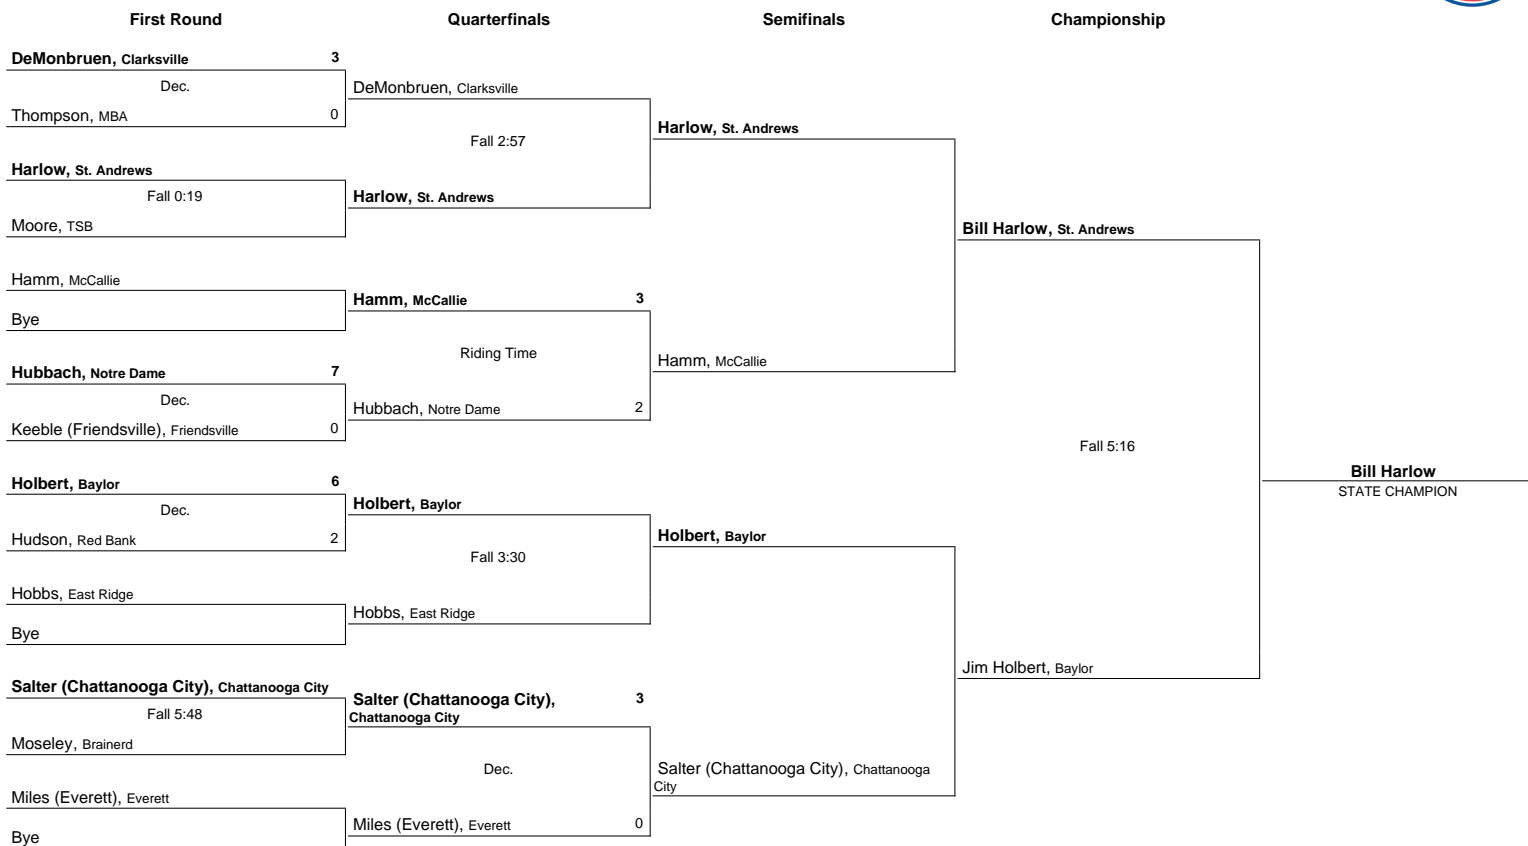 First Round Quarterfinals Semifinals Championship
DeMonbruen, Clarksville 3
Dec.
Thompson, MBA 0
Harlow, St. Andrews
Fall 0:19
Moore, TSB
Hamm, McCallie
Bye
Hubbach, Notre Dame 7
Dec.
Keeble (Friendsville), Friendsville 0
Holbert, Baylor 6
Dec.
Hudson, Red Bank 2
Hobbs, East Ridge
Bye
Salter (Chattanooga City), Chattanooga City
Fall 5:48
Moseley, Brainerd
Miles (Everett), Everett
Bye
DeMonbruen, Clarksville
Fall 2:57
Harlow, St. Andrews
Hamm, McCallie 3
Riding Time
Hubbach, Notre Dame 2
Holbert, Baylor
Fall 3:30
Hobbs, East Ridge
Salter (Chattanooga City), 3
Chattanooga City
Dec.
Miles (Everett), Everett 0
Harlow, St. Andrews
Hamm, McCallie
Holbert, Baylor
Salter (Chattanooga City), Chattanooga
City
Bill Harlow, St. Andrews
Fall 5:16
Jim Holbert, Baylor
Bill Harlow
STATE CHAMPION